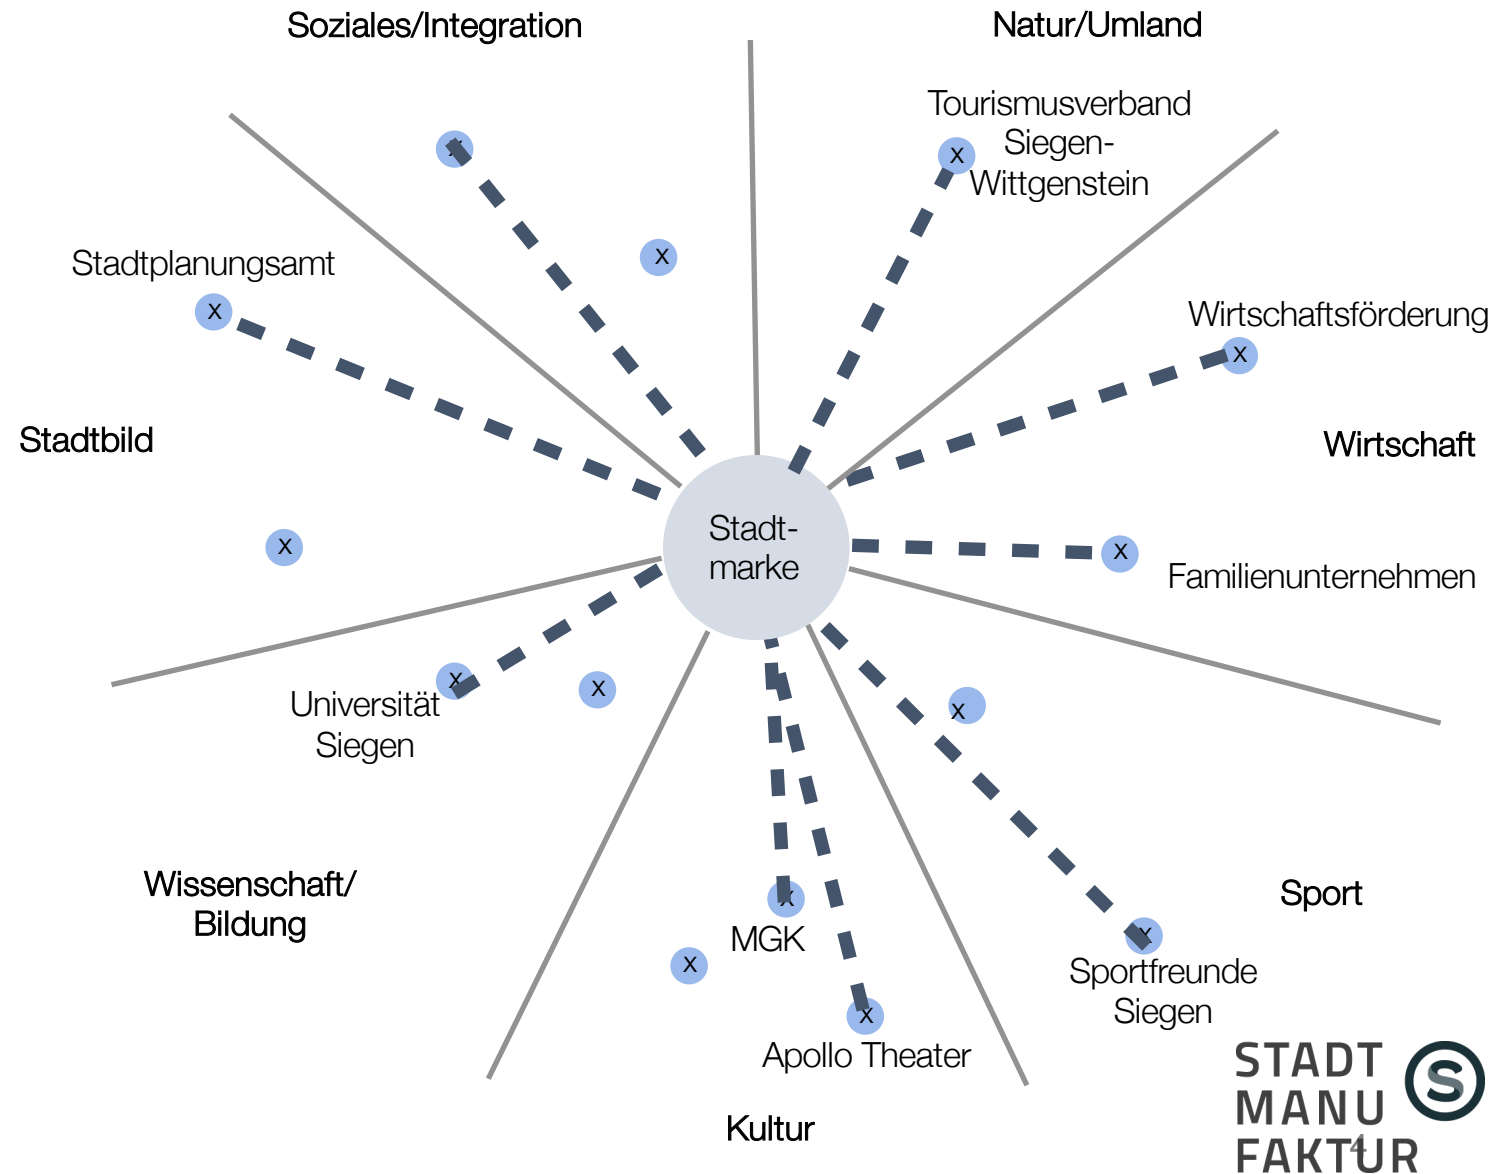 Soziales/Integration
Natur/Umland
Tourismusverband
Siegen-
Wittgenstein
x
x
x
Stadtplanungsamt
x
Wirtschaftsförderung
x
Stadtbild
Wirtschaft
Stadt-
marke
x
x
Familienunternehmen
Universität
Siegen
x
x
x
Wissenschaft/
Bildung
Sport
x
MGK
x
x
Sportfreunde
Siegen
x
Apollo Theater
Kultur
STADT
MANU
FAKTUR
S
4